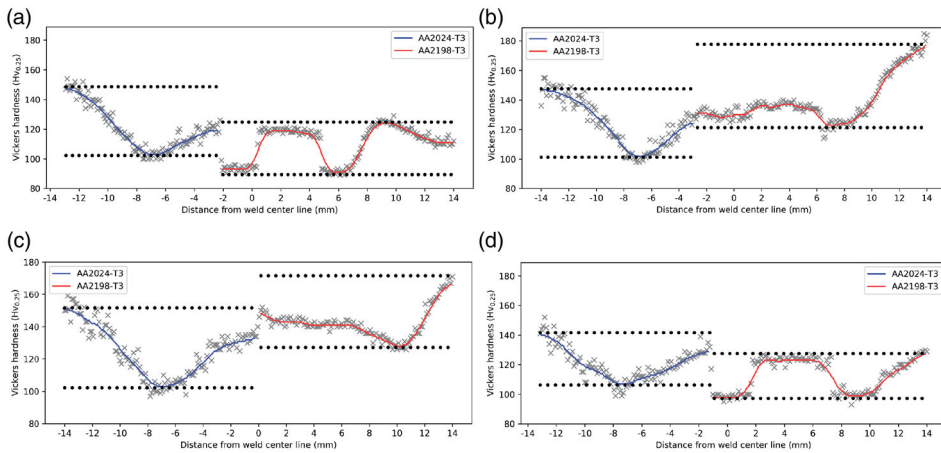 (a)
AA2024-T3
AA2198-T3
Vickers hardness (Hv0.25)
180
160
140
120
100
80
-14 -12 -10 -8 -6 -4 -2 0 2 4 6 8 10 12 14
Distance from weld center line (mm)
(b)
AA2024-T3
AA2198-T3
Vickers hardness (Hv0.25)
180
160
140
120
100
80
-14 -12 -10 -8 -6 -4 -2 0 2 4 6 8 10 12 14
Distance from weld center line (mm)
(c)
AA2024-T3
AA2198-T3
Vickers hardness (Hv0.25)
180
160
140
120
100
80
-14 -12 -10 -8 -6 -4 -2 0 2 4 6 8 10 12 14
Distance from weld center line (mm)
(d)
AA2024-T3
AA2198-T3
Vickers hardness (Hv0.25)
180
160
140
120
100
80
-14 -12 -10 -8 -6 -4 -2 0 2 4 6 8 10 12 14
Distance from weld center line (mm)